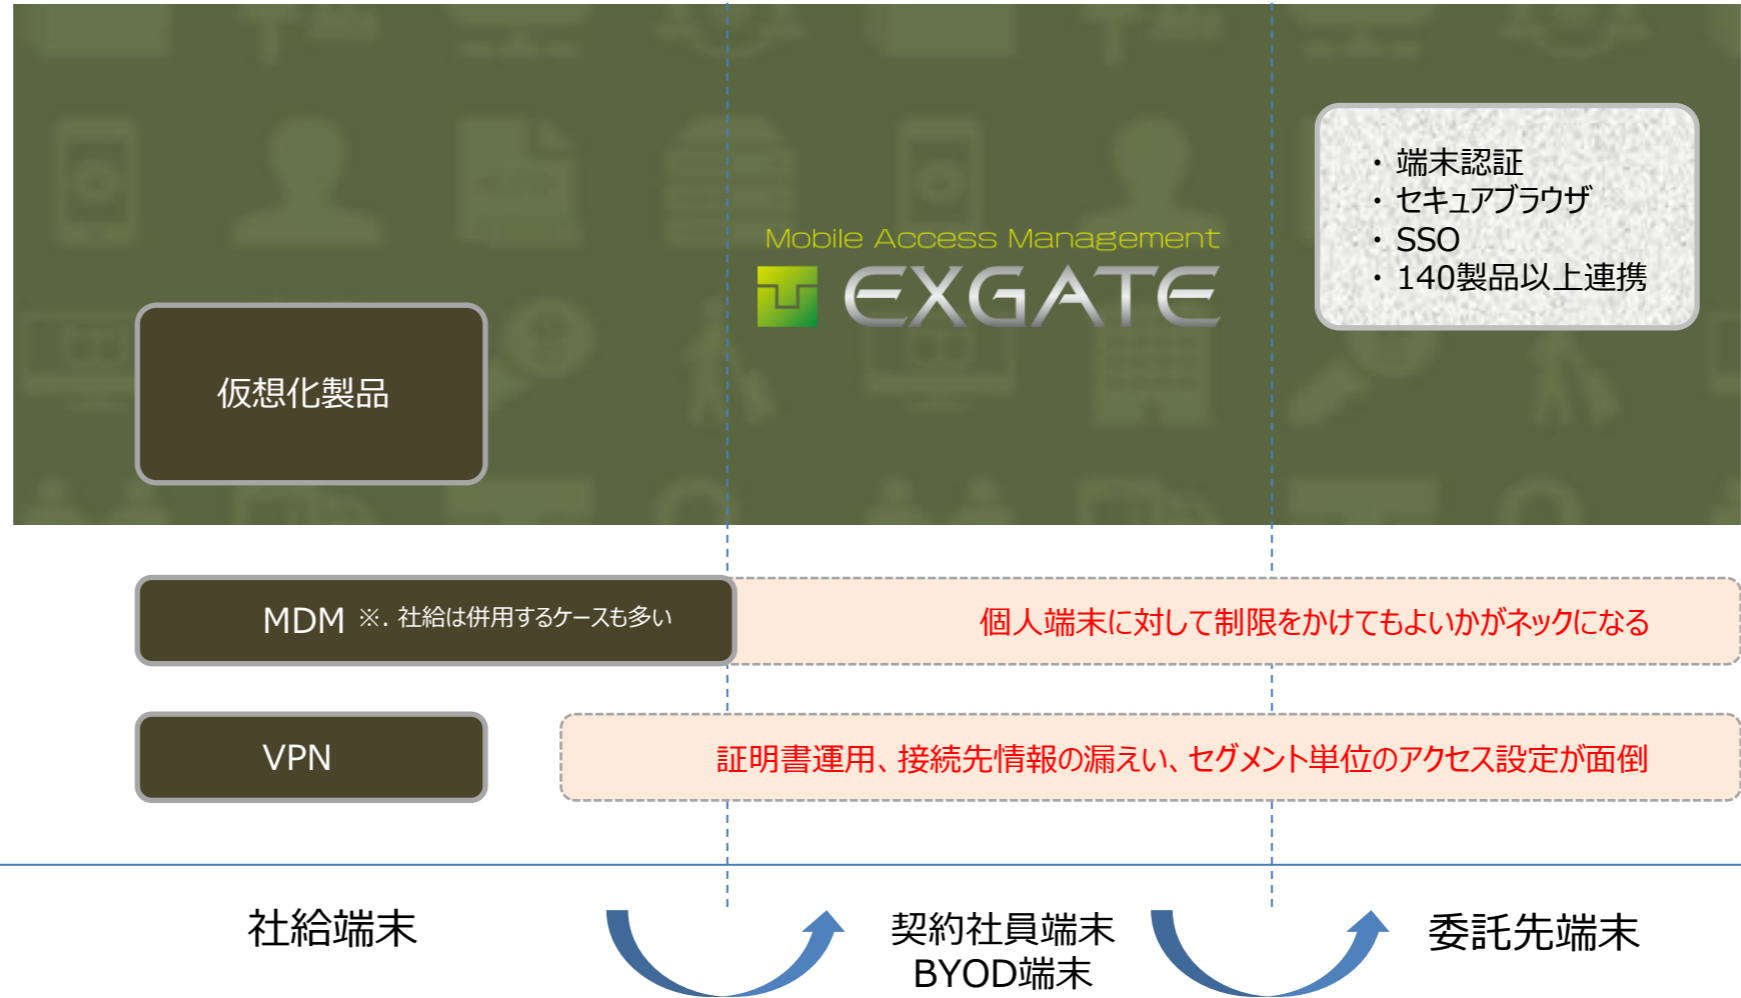 ・ 端末認証
・ セキュアブラウザ
・ SSO
・ 140製品以上連携
Mobile Access Management
EXGATE
仮想化製品
MDM ※. 社給は併用するケースも多い
個人端末に対して制限をかけてもよいかがネックになる
VPN
証明書運用、接続先情報の漏えい、セグメント単位のアクセス設定が面倒
社給端末
契約社員端末
BYOD端末
委託先端末